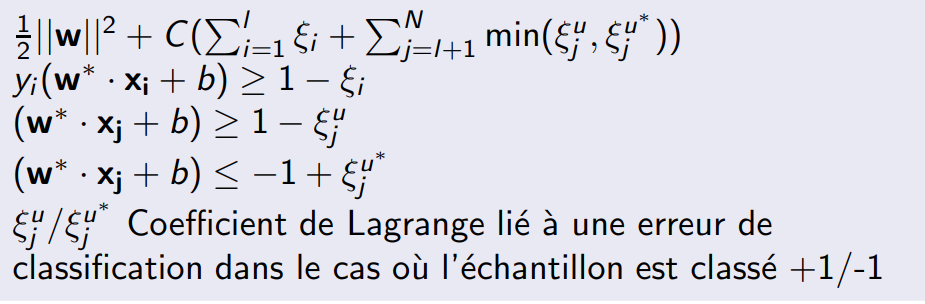 ½||w||² + C(∑ᵢ₌₁ˡ ξᵢ + ∑ⱼ₌ₗ₊₁ᴺ min(ξⱼᵘ, ξⱼᵘ*))
yᵢ(w* · xᵢ + b) ≥ 1 − ξᵢ
(w* · xⱼ + b) ≥ 1 − ξⱼᵘ
(w* · xⱼ + b) ≤ −1 + ξⱼᵘ*
ξⱼᵘ/ξⱼᵘ* Coefficient de Lagrange lié à une erreur de
classification dans le cas où l'échantillon est classé +1/-1